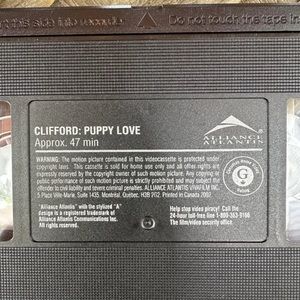 this side into recorder
Do not touch the tape in
CLIFFORD: PUPPY LOVE
Approx. 47 min
ALLIANCE
ATLANTIS
WARNING: The motion picture contained in this videocassette is protected under
copyright laws. This cassette is sold for home use only and all other rights are
expressly reserved by the copyright owner of such motion picture. Any copying or
public performance of such motion picture is strictly prohibited and may subject the
offender to civil liability and severe criminal penalties. ALLIANCE ATLANTIS VIVAFILM INC.
5 Place Ville-Marie, Suite 1435, Montréal, Québec, H3B 2G2. Printed in Canada 2002
G
Alliance Atlantis with the stylized "A"
design is a registered trademark of
Alliance Atlantis Communications Inc.
All rights reserved.
Help stop video piracy! Call the
24-hour toll-free line 1-800-363-9166
The film/video security office.